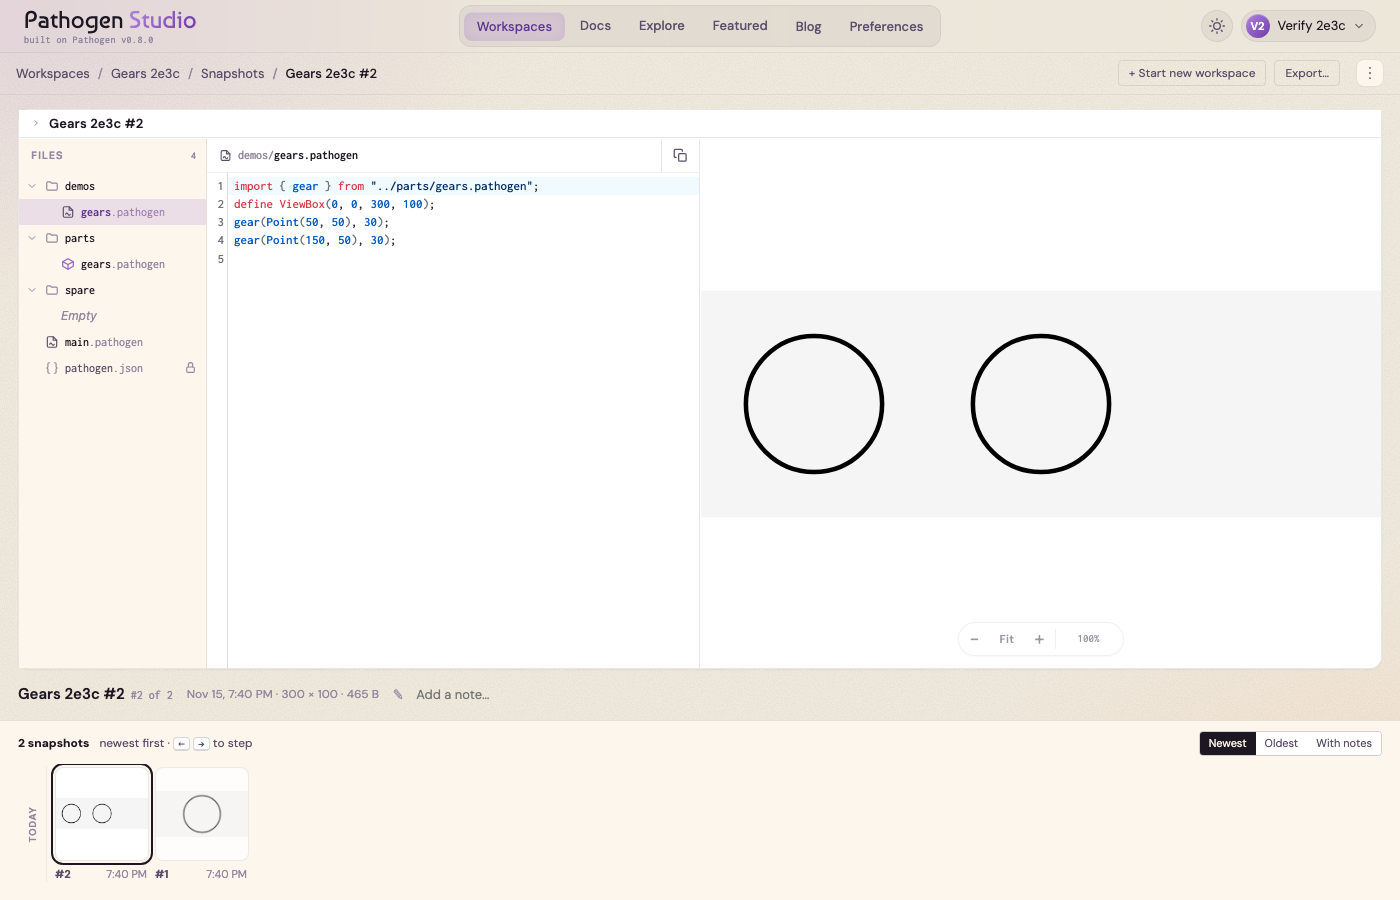 Pathogen Studio
built on Pathogen v0.8.0
Workspaces
Docs
Explore
Featured
Blog
Preferences
V2
Verify 2e3c
Workspaces / Gears 2e3c / Snapshots / Gears 2e3c #2
+ Start new workspace
Export...
Gears 2e3c #2
FILES 4
demos
gears.pathogen
parts
gears.pathogen
spare
Empty
main.pathogen
{} pathogen.json
demos/gears.pathogen
1 import { gear } from "../parts/gears.pathogen";
2 define ViewBox(0, 0, 300, 100);
3 gear(Point(50, 50), 30);
4 gear(Point(150, 50), 30);
5
− Fit + 100%
Gears 2e3c #2 #2 of 2 Nov 15, 7:40 PM · 300 × 100 · 465 B ✎ Add a note...
2 snapshots newest first · ← → to step
Newest Oldest With notes
TODAY
#2 7:40 PM #1 7:40 PM